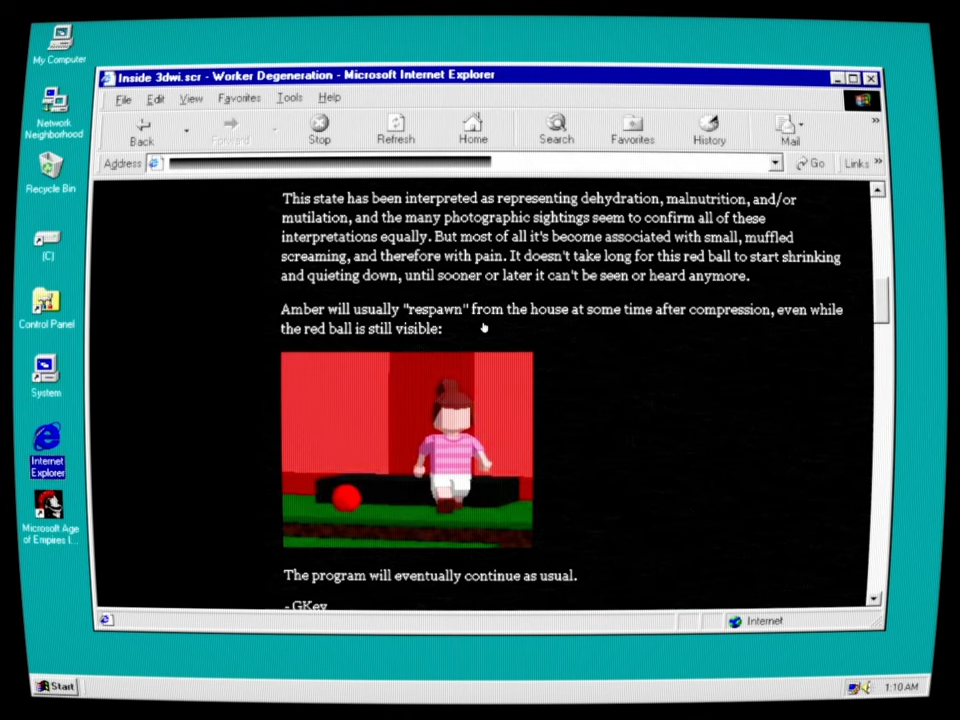 My Computer
Network
Neighborhood
Recycle Bin
(C)
Control Panel
System
Internet
Explorer
Microsoft Age
of Empires I...
Inside 3dwi.scr - Worker Degeneration - Microsoft Internet Explorer
File Edit View Favorites Tools Help
Back Forward Stop Refresh Home Search Favorites History Mail »
Address Go Links »
This state has been interpreted as representing dehydration, malnutrition, and/or
mutilation, and the many photographic sightings seem to confirm all of these
interpretations equally. But most of all it's become associated with small, muffled
screaming, and therefore with pain. It doesn't take long for this red ball to start shrinking
and quieting down, until sooner or later it can't be seen or heard anymore.
Amber will usually "respawn" from the house at some time after compression, even while
the red ball is still visible:
The program will eventually continue as usual.
- GKey
Internet
Start
1:10 AM